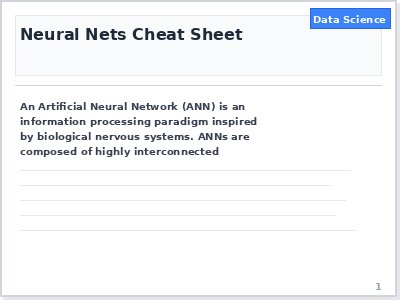 Data Science
Neural Nets Cheat Sheet
An Artificial Neural Network (ANN) is an
information processing paradigm inspired
by biological nervous systems. ANNs are
composed of highly interconnected
1